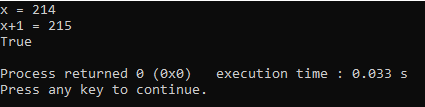 x = 214
x+1 = 215
True
Process returned 0 (0x0)   execution time : 0.033 s
Press any key to continue.